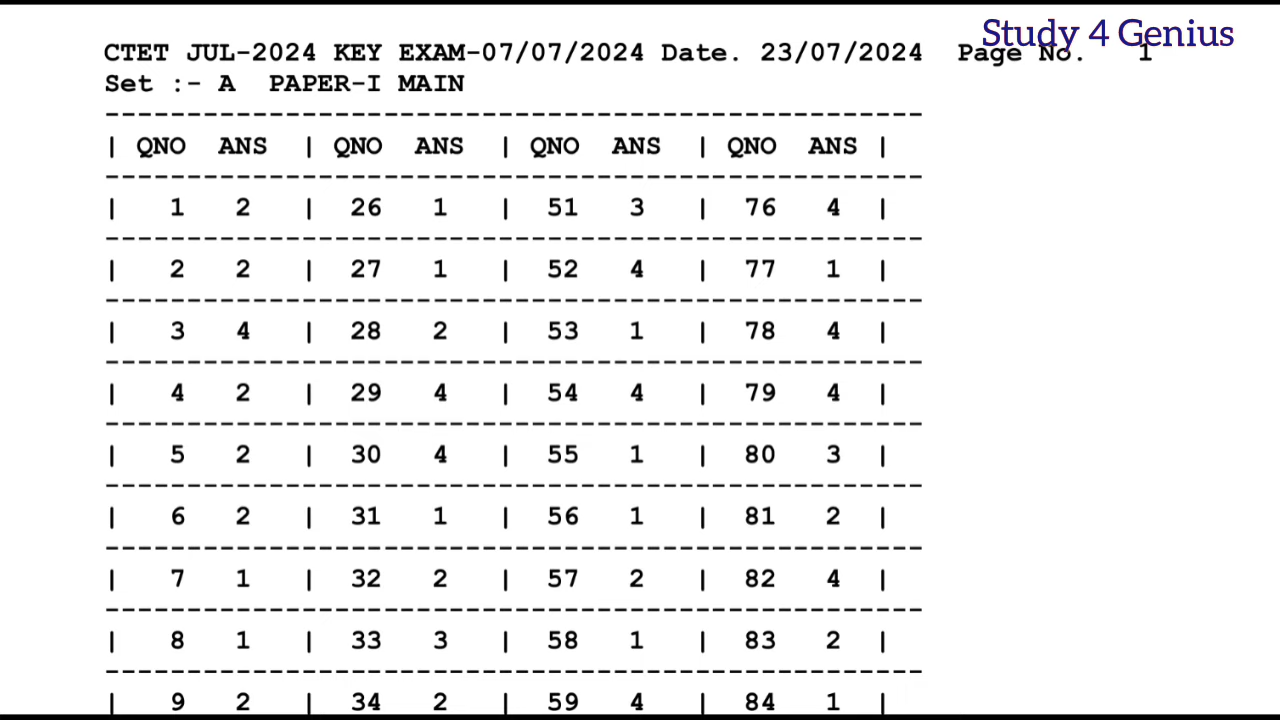 Study 4 Genius
CTET JUL-2024 KEY EXAM-07/07/2024 Date. 23/07/2024 Page No. 1
Set :- A PAPER-I MAIN
--------------------------------------------------
| QNO ANS | QNO ANS | QNO ANS | QNO ANS |
--------------------------------------------------
| 1 2 | 26 1 | 51 3 | 76 4 |
--------------------------------------------------
| 2 2 | 27 1 | 52 4 | 77 1 |
--------------------------------------------------
| 3 4 | 28 2 | 53 1 | 78 4 |
--------------------------------------------------
| 4 2 | 29 4 | 54 4 | 79 4 |
--------------------------------------------------
| 5 2 | 30 4 | 55 1 | 80 3 |
--------------------------------------------------
| 6 2 | 31 1 | 56 1 | 81 2 |
--------------------------------------------------
| 7 1 | 32 2 | 57 2 | 82 4 |
--------------------------------------------------
| 8 1 | 33 3 | 58 1 | 83 2 |
--------------------------------------------------
| 9 2 | 34 2 | 59 4 | 84 1 |